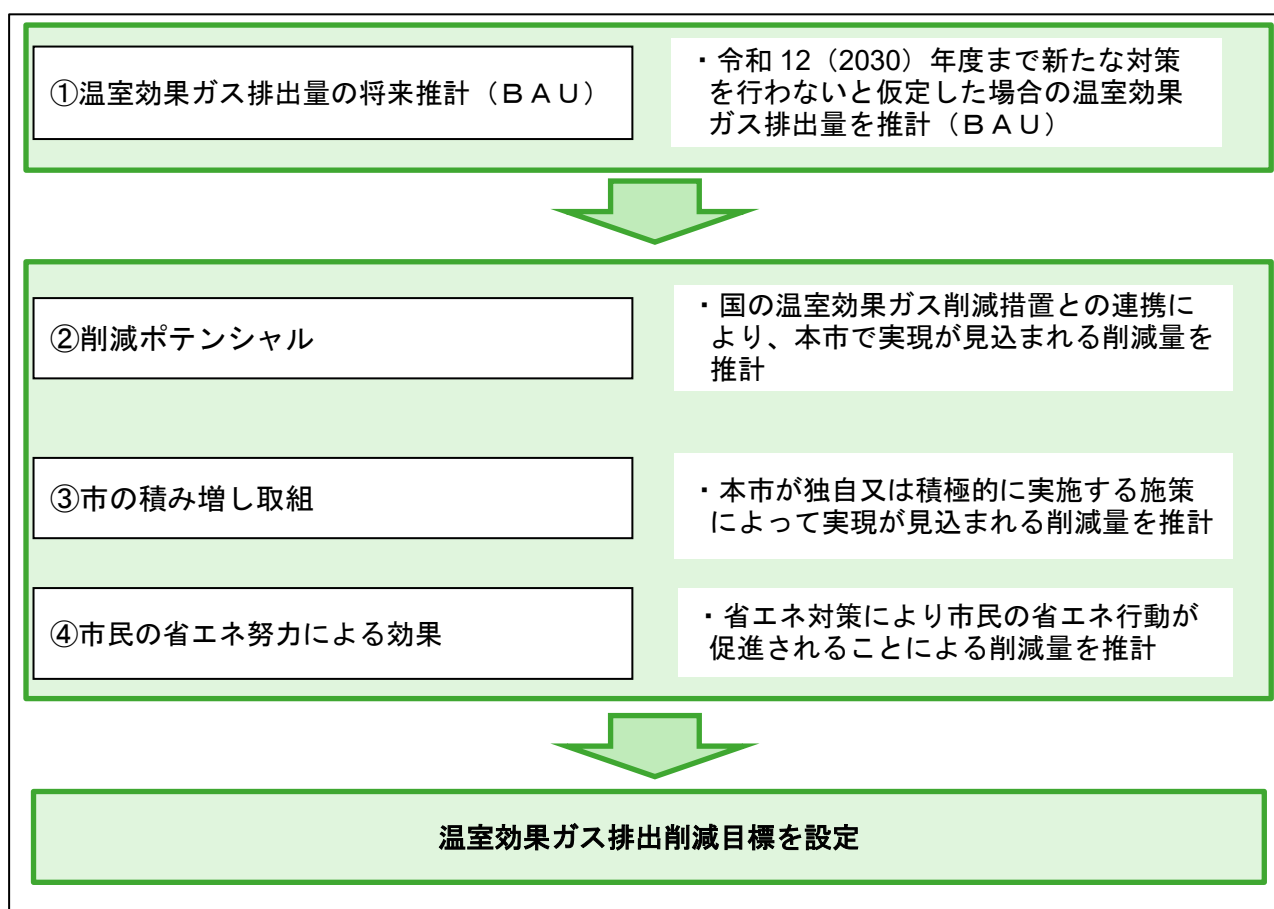 ①温室効果ガス排出量の将来推計(BAU)
・令和 12(2030)年度まで新たな対策
を行わないと仮定した場合の温室効果
ガス排出量を推計(BAU)
②削減ポテンシャル
・国の温室効果ガス削減措置との連携に
より、本市で実現が見込まれる削減量を
推計
③市の積み増し取組
・本市が独自又は積極的に実施する施策
によって実現が見込まれる削減量を推計
④市民の省エネ努力による効果
・省エネ対策により市民の省エネ行動が
促進されることによる削減量を推計
温室効果ガス排出削減目標を設定